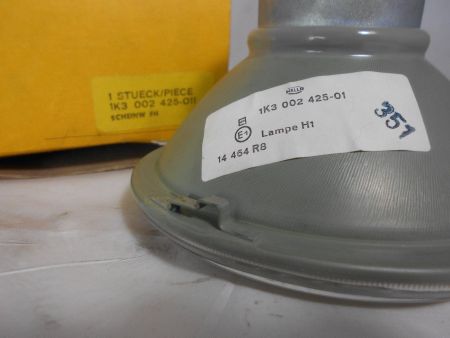 1 STUECK/PIECE
1K3 002 425-011
SCHEINW FH
HELLA
1K3 002 425-01
E1 Lampe H1
14 464 R8
351